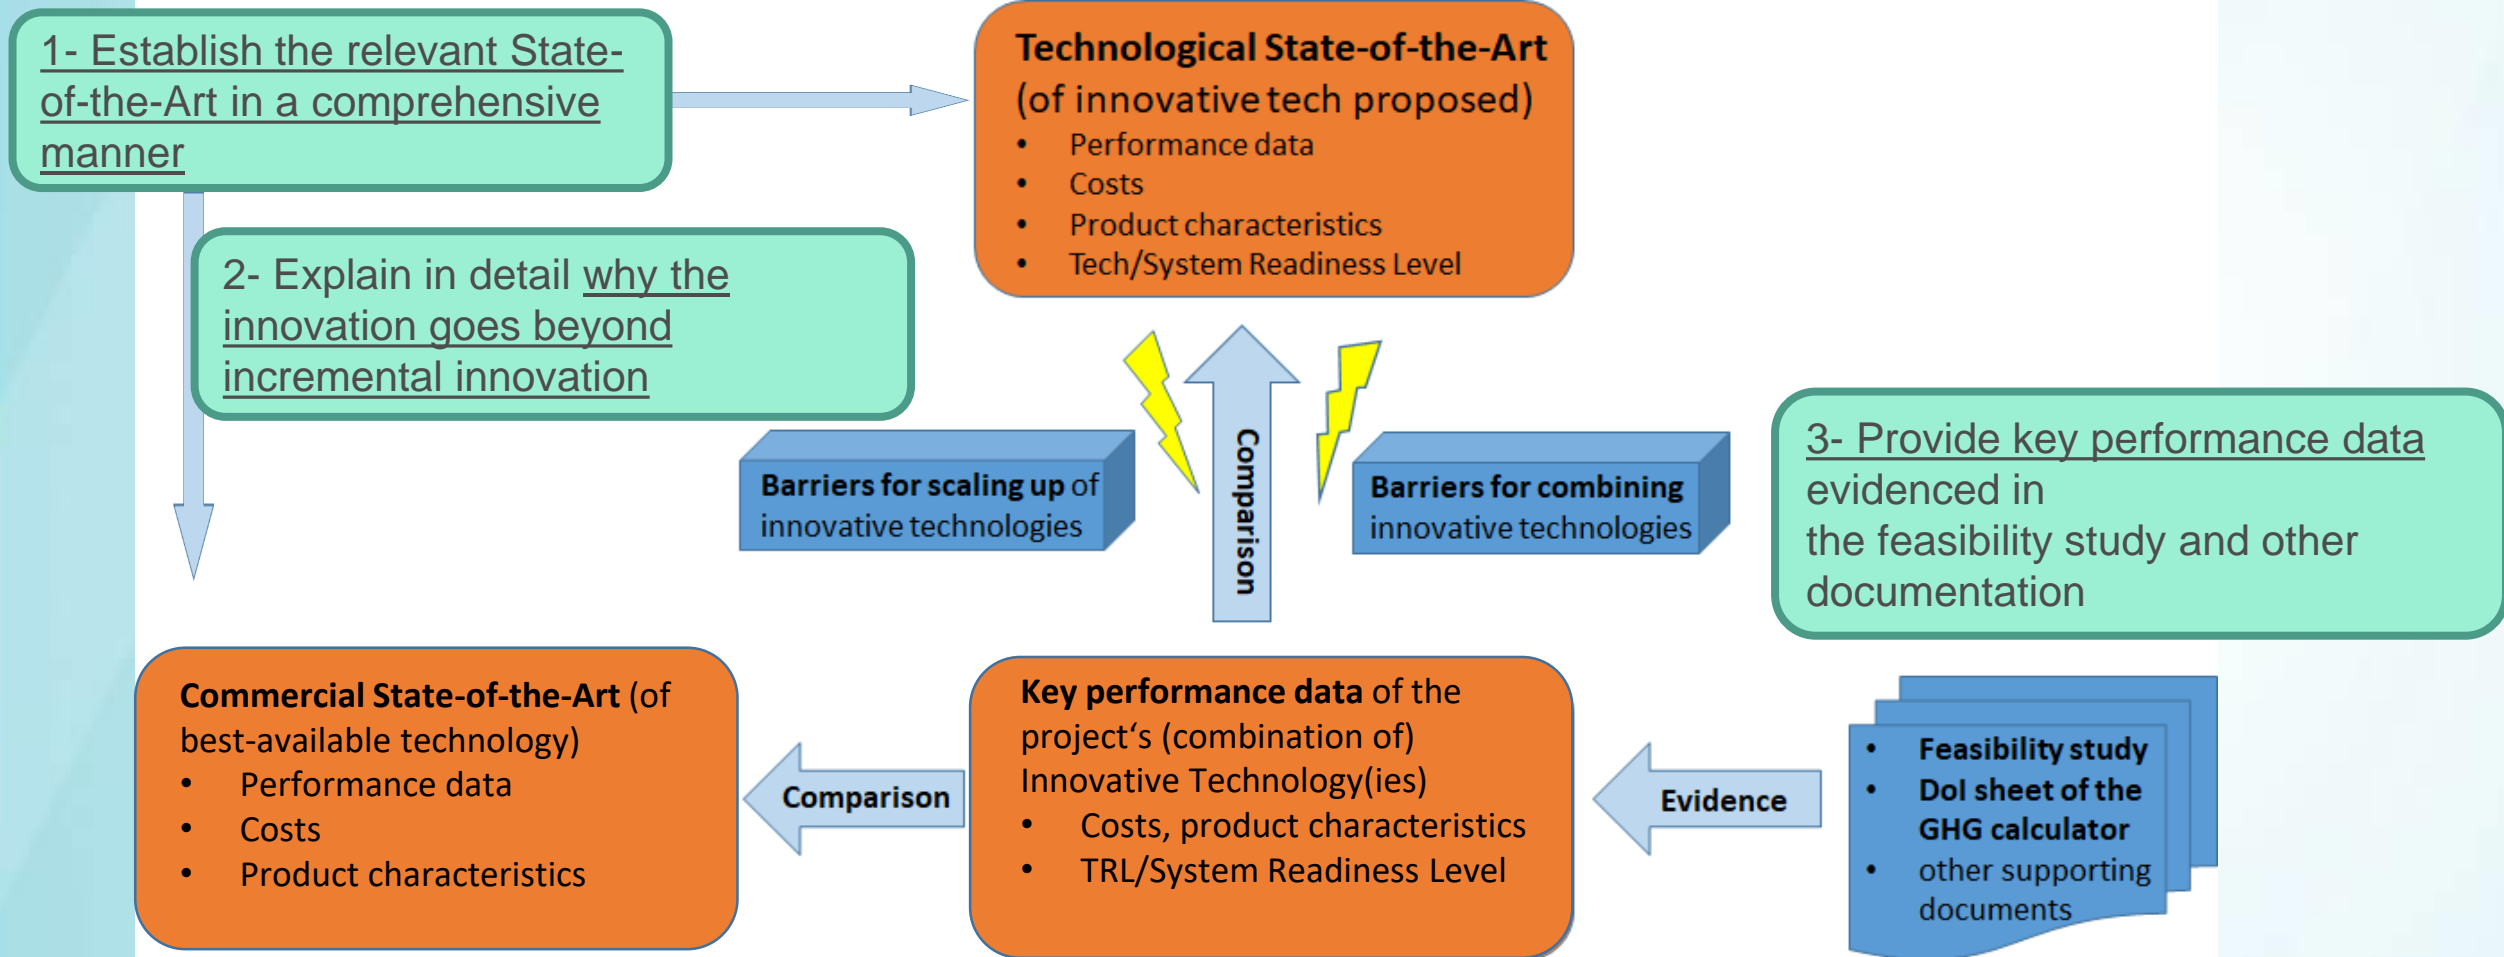 1- Establish the relevant State-
of-the-Art in a comprehensive
manner
Technological State-of-the-Art
(of innovative tech proposed)
• Performance data
• Costs
• Product characteristics
• Tech/System Readiness Level
2- Explain in detail why the
innovation goes beyond
incremental innovation
Barriers for scaling up of
innovative technologies
Comparison
Barriers for combining
innovative technologies
3- Provide key performance data
evidenced in
the feasibility study and other
documentation
Commercial State-of-the-Art (of
best-available technology)
• Performance data
• Costs
• Product characteristics
Comparison
Key performance data of the
project‘s (combination of)
Innovative Technology(ies)
• Costs, product characteristics
• TRL/System Readiness Level
Evidence
• Feasibility study
• DoI sheet of the
GHG calculator
• other supporting
documents